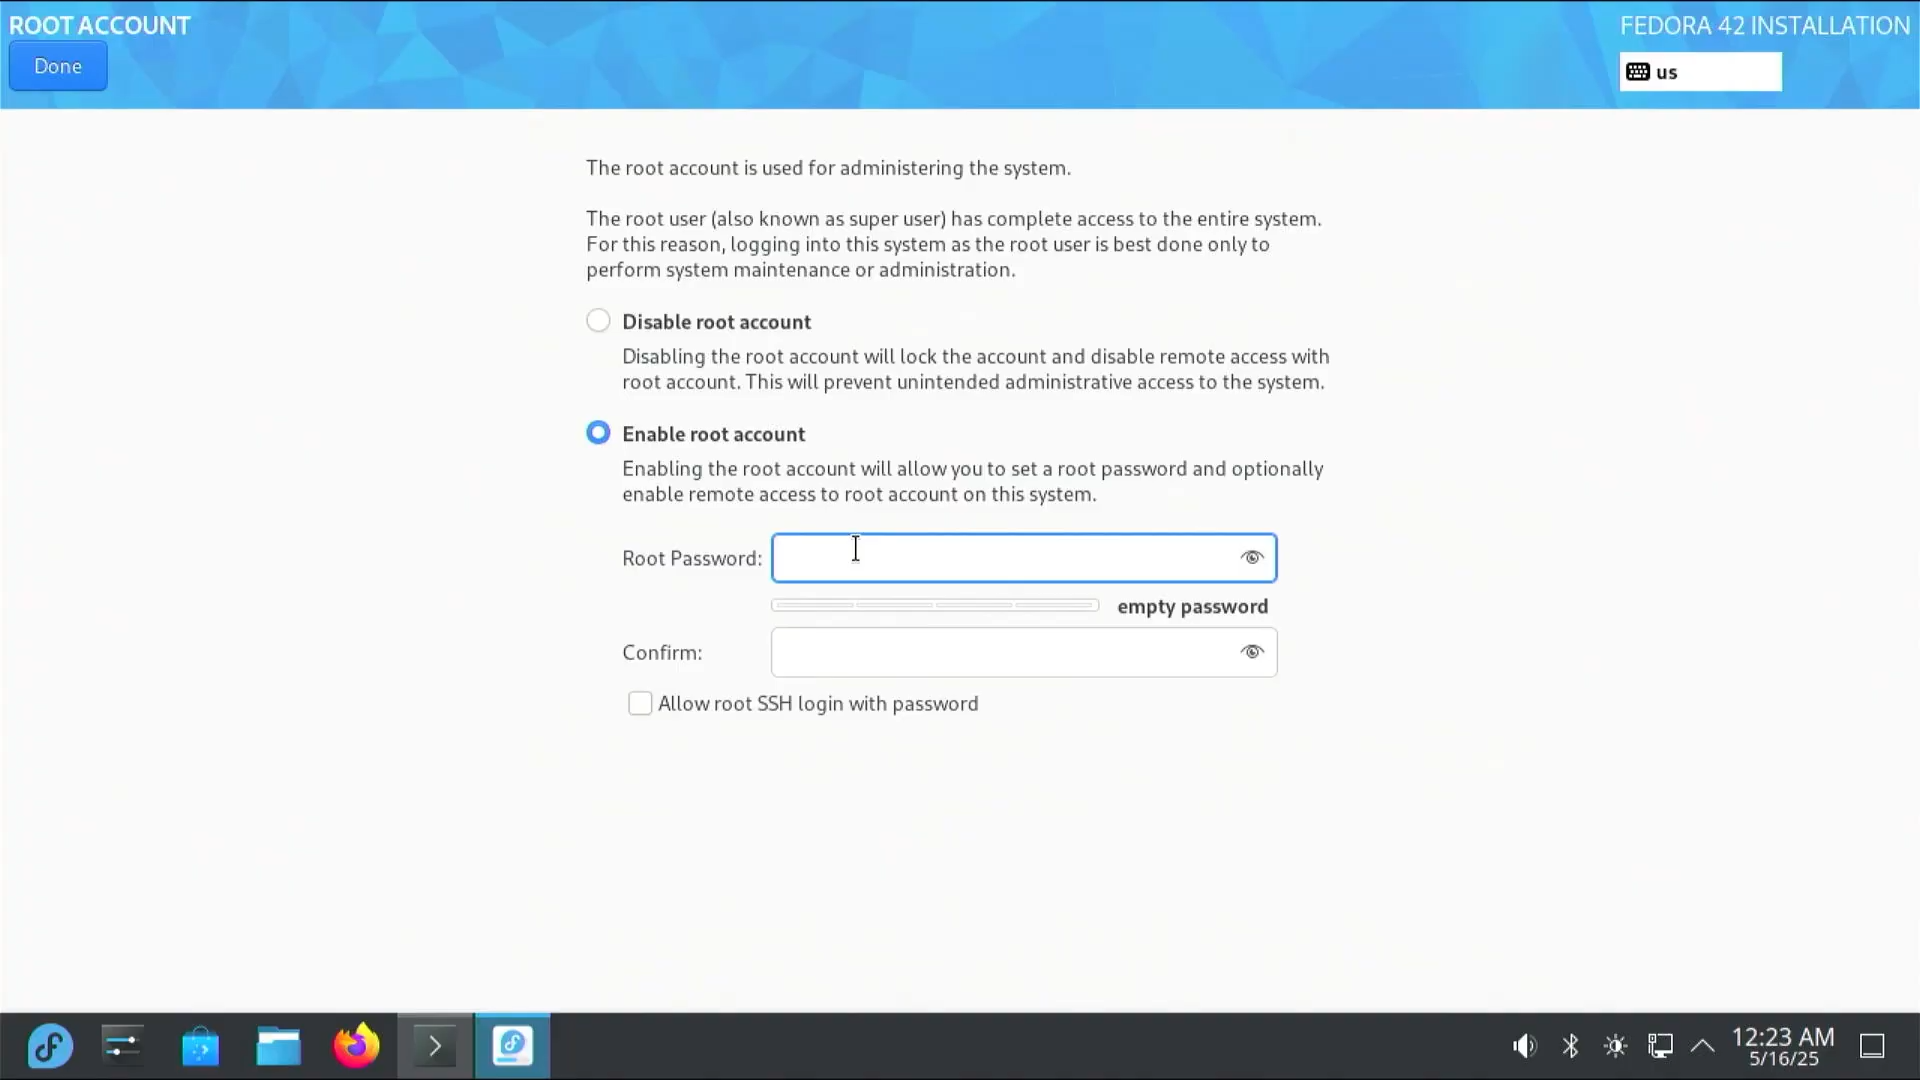 ROOT ACCOUNT
FEDORA 42 INSTALLATION
Done
us
The root account is used for administering the system.
The root user (also known as super user) has complete access to the entire system.
For this reason, logging into this system as the root user is best done only to
perform system maintenance or administration.
Disable root account
Disabling the root account will lock the account and disable remote access with
root account. This will prevent unintended administrative access to the system.
Enable root account
Enabling the root account will allow you to set a root password and optionally
enable remote access to root account on this system.
Root Password:
empty password
Confirm:
Allow root SSH login with password
12:23 AM
5/16/25